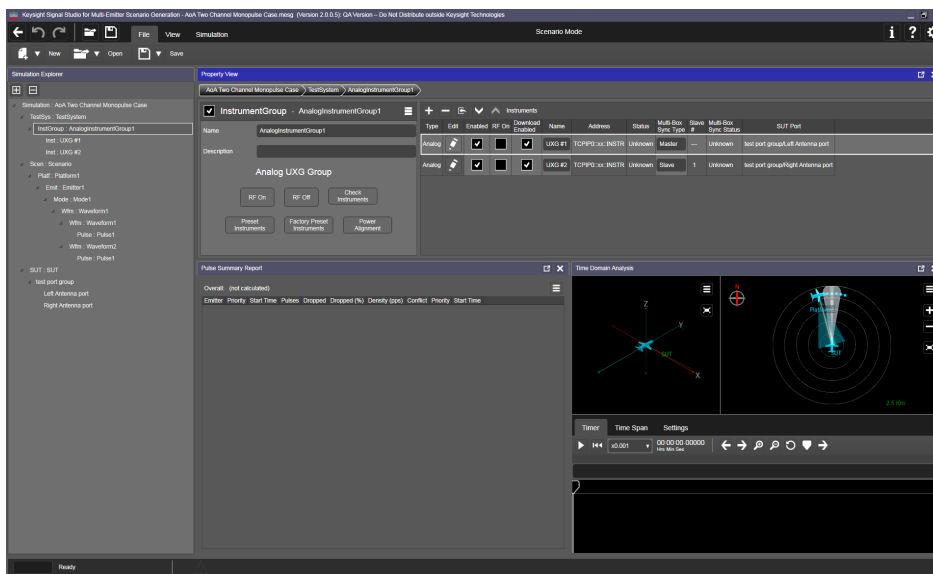 Keysight Signal Studio for Multi-Emitter Scenario Generation - AoA Two Channel Monopulse Case.mesg (Version 2.0.0.5): QA Version – Do Not Distribute outside Keysight Technologies
File View Simulation Scenario Mode
New Open Save
Simulation Explorer
Property View
AoA Two Channel Monopulse Case TestSystem AnalogInstrumentGroup1
Simulation : AoA Two Channel Monopulse Case
TestSys : TestSystem
InstGroup : AnalogInstrumentGroup1
Inst : UXG #1
Inst : UXG #2
Scen : Scenario
Platf : Platform1
Emit : Emitter1
Mode : Mode1
Wfm : Waveform1
Wfm : Waveform1
Pulse : Pulse1
Wfm : Waveform2
Pulse : Pulse1
SUT : SUT
test port group
Left Antenna port
Right Antenna port
InstrumentGroup - AnalogInstrumentGroup1
Name AnalogInstrumentGroup1
Description
Analog UXG Group
RF On RF Off Check Instruments
Preset Instruments Factory Preset Instruments Power Alignment
Instruments
Type Edit Enabled RF On Download Enabled Name Address Status Multi-Box Sync Type Slave # Multi-Box Sync Status SUT Port
Analog UXG #1 TCPIP0::xx::INSTR Unknown Master --- Unknown test port group/Left Antenna port
Analog UXG #2 TCPIP0::xx::INSTR Unknown Slave 1 Unknown test port group/Right Antenna port
Pulse Summary Report
Overall: (not calculated)
Emitter Priority Start Time Pulses Dropped Dropped (%) Density (pps) Conflict Priority Start Time
Time Domain Analysis
Z
Y
SUT
X
N
SUT
2.5 Km
Timer Time Span Settings
x0.001 00:00:00.00000
Hrs Min Sec
Ready